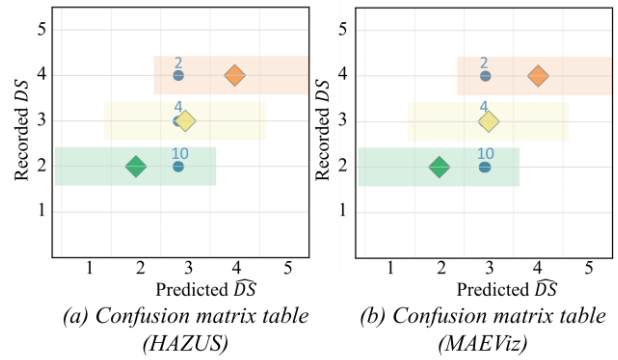 5
4
3
2
1
Recorded DS
2
4
10
1 2 3 4 5
Predicted D̂Ŝ
(a) Confusion matrix table
(HAZUS)
5
4
3
2
1
Recorded DS
2
4
10
1 2 3 4 5
Predicted D̂Ŝ
(b) Confusion matrix table
(MAEViz)